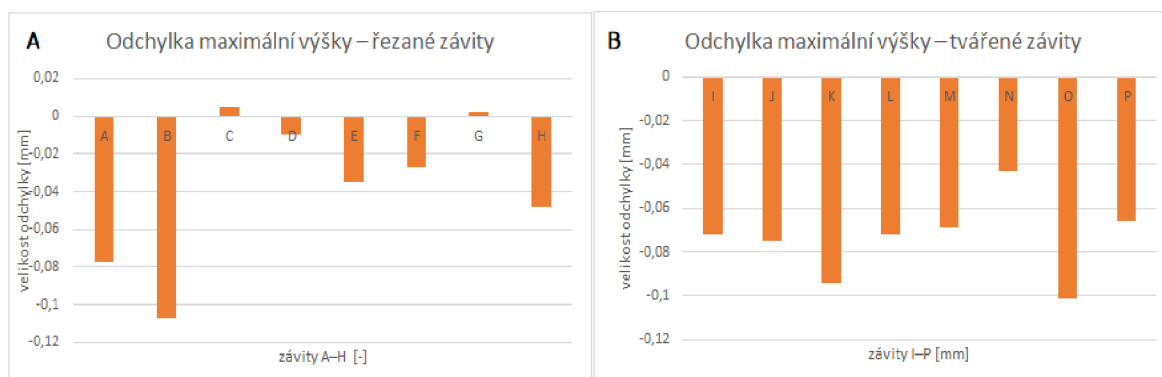 A
Odchylka maximální výšky – řezané závity
0,02
0
-0,02
-0,04
-0,06
-0,08
-0,1
-0,12
velikost odchylky [mm]
A B C D E F G H
závity A–H [-]
B
Odchylka maximální výšky – tvářené závity
0
-0,02
-0,04
-0,06
-0,08
-0,1
-0,12
velikost odchylky [mm]
I J K L M N O P
závity I–P [mm]